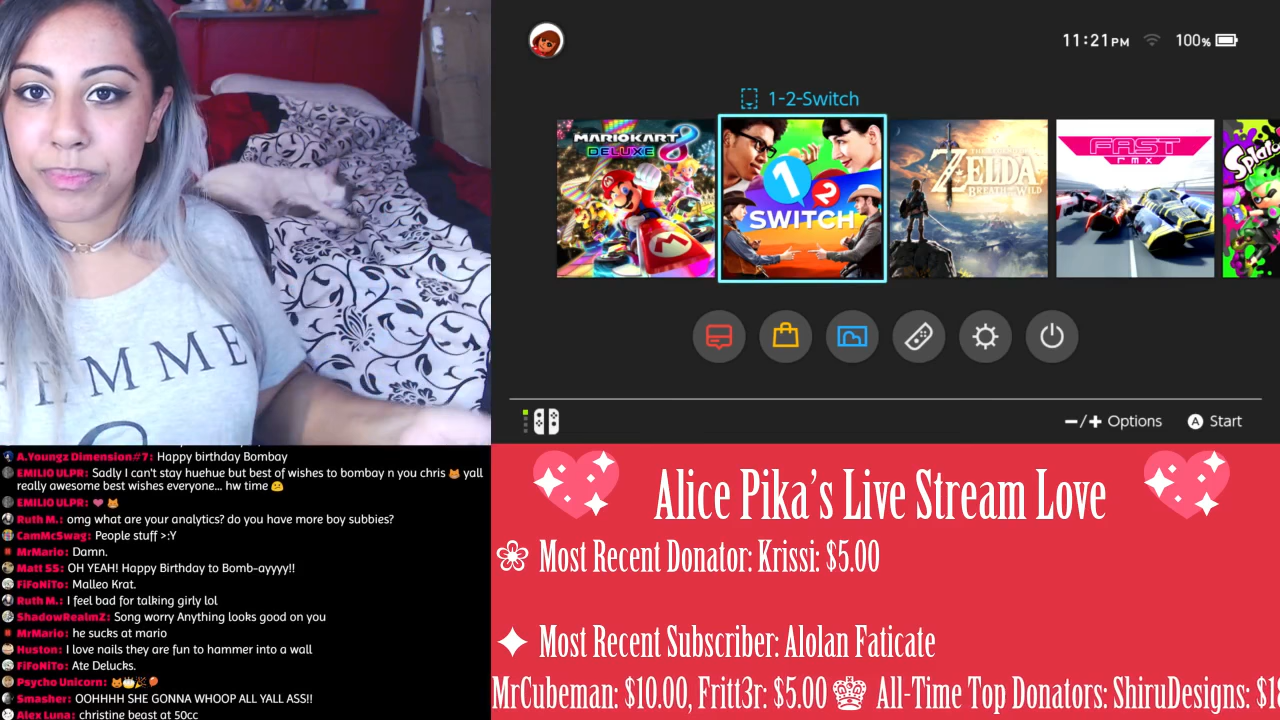 FEMME
11:21PM 100%
1-2-Switch
MARIOKART 8
DELUXE
1 2
SWITCH
THE LEGEND OF
ZELDA
BREATH OF THE WILD
FAST
rmx
-/+ Options A Start
A.Youngz Dimension#7: Happy birthday Bombay
EMILIO ULPR: Sadly I can't stay huehue but best of wishes to bombay n you chris 🐱 yall
really awesome best wishes everyone... hw time 😕
EMILIO ULPR: ❤ 🐱
Ruth M.: omg what are your analytics? do you have more boy subbies?
CamMcSwag: People stuff >:Y
MrMario: Damn.
Matt SS: OH YEAH! Happy Birthday to Bomb-ayyyy!!
FiFoNiTo: Malleo Krat.
Ruth M.: I feel bad for talking girly lol
ShadowRealmZ: Song worry Anything looks good on you
MrMario: he sucks at mario
Huston: I love nails they are fun to hammer into a wall
FiFoNiTo: Ate Delucks.
Psycho Unicorn: 🐱🎂🎉🎈
Smasher: OOHHHH SHE GONNA WHOOP ALL YALL ASS!!
Alex Luna: christine beast at 50cc
Alice Pika's Live Stream Love
Most Recent Donator: Krissi: $5.00
Most Recent Subscriber: Alolan Faticate
MrCubeman: $10.00, Fritt3r: $5.00 All-Time Top Donators: ShiruDesigns: